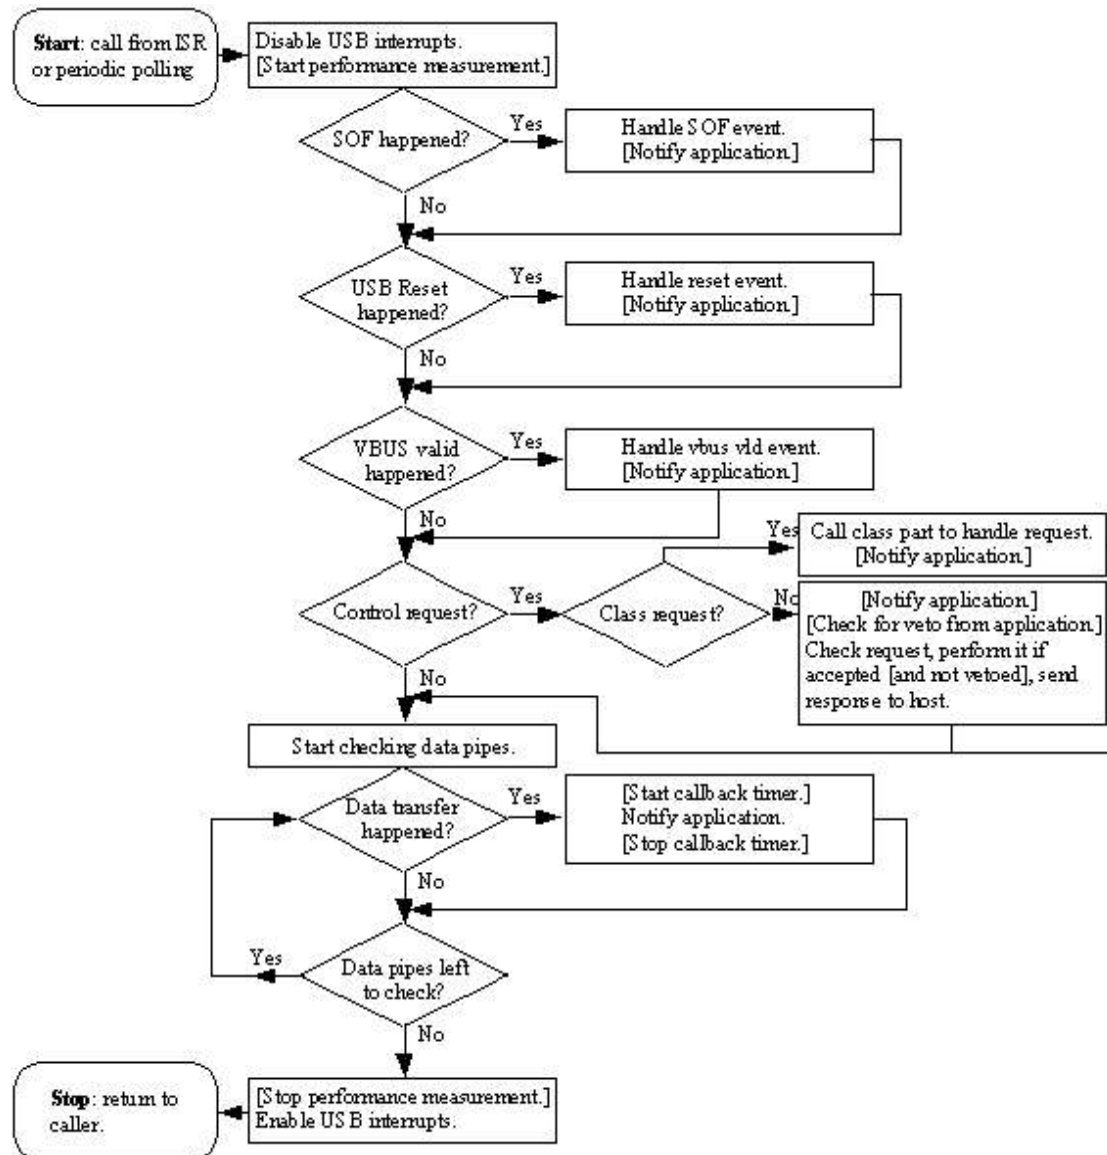 Start: call from ISR
or periodic polling
Disable USB interrupts.
[Start performance measurement.]
SOF happened?
Yes
Handle SOF event.
[Notify application.]
No
USB Reset
happened?
Yes
Handle reset event.
[Notify application.]
No
VBUS valid
happened?
Yes
Handle vbus vld event.
[Notify application.]
No
Control request?
Yes
Class request?
Yes
Call class part to handle request.
[Notify application.]
No
[Notify application.]
[Check for veto from application.]
Check request, perform it if
accepted [and not vetoed], send
response to host.
No
Start checking data pipes.
Data transfer
happened?
Yes
[Start callback timer.]
Notify application.
[Stop callback timer.]
No
Data pipes left
to check?
Yes
No
[Stop performance measurement.]
Enable USB interrupts.
Stop: return to
caller.